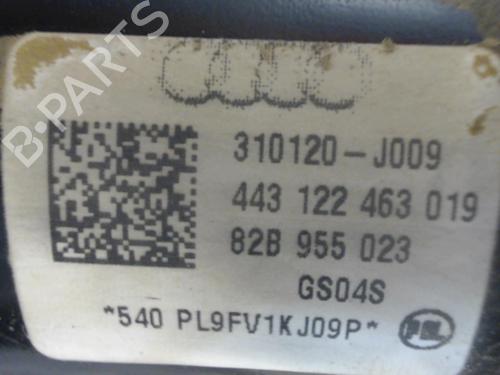 B-PARTS
310120-J009
443 122 463 019
82B 955 023
GS04S
*540 PL9FV1KJ09P*